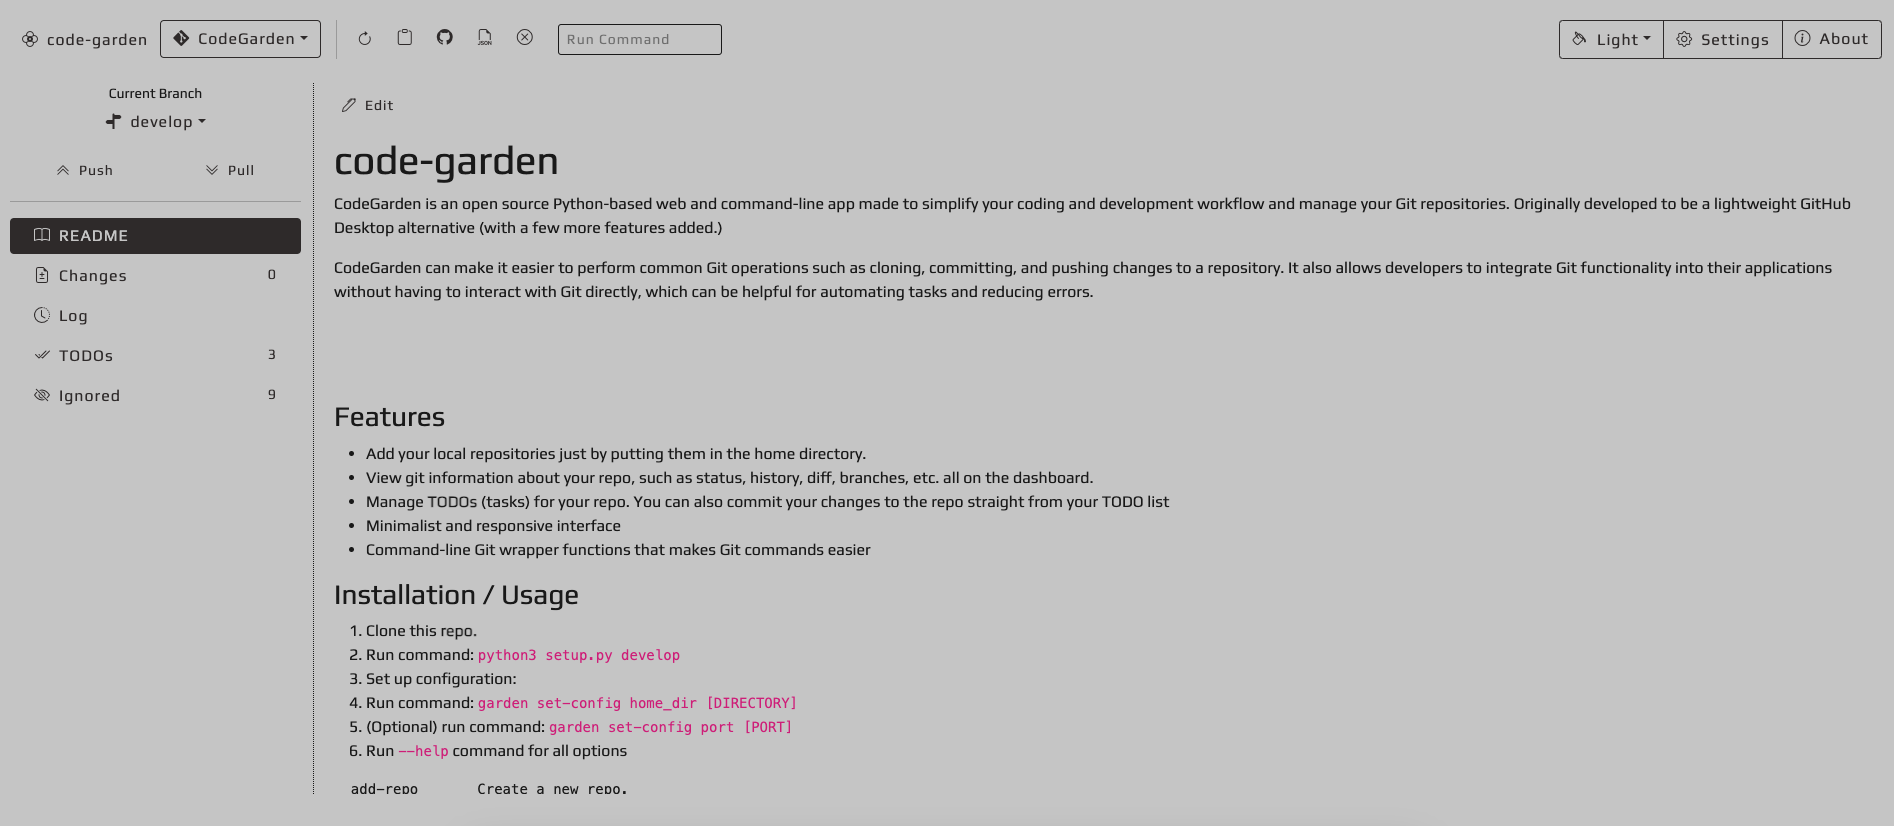 code-garden CodeGarden JSON Run Command Light Settings About
Current Branch
develop
Push Pull
README
Changes 0
Log
TODOs 3
Ignored 9
Edit
code-garden
CodeGarden is an open source Python-based web and command-line app made to simplify your coding and development workflow and manage your Git repositories. Originally developed to be a lightweight GitHub
Desktop alternative (with a few more features added.)
CodeGarden can make it easier to perform common Git operations such as cloning, committing, and pushing changes to a repository. It also allows developers to integrate Git functionality into their applications
without having to interact with Git directly, which can be helpful for automating tasks and reducing errors.
Features
• Add your local repositories just by putting them in the home directory.
• View git information about your repo, such as status, history, diff, branches, etc. all on the dashboard.
• Manage TODOs (tasks) for your repo. You can also commit your changes to the repo straight from your TODO list
• Minimalist and responsive interface
• Command-line Git wrapper functions that makes Git commands easier
Installation / Usage
1. Clone this repo.
2. Run command: python3 setup.py develop
3. Set up configuration:
4. Run command: garden set-config home_dir [DIRECTORY]
5. (Optional) run command: garden set-config port [PORT]
6. Run --help command for all options
add-repo Create a new repo.